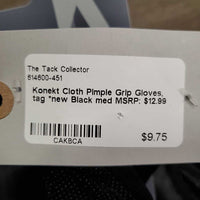 The Tack Collector
614600-451
Konekt Cloth Pimple Grip Gloves,
tag *new Black med MSRP: $12.99
$9.75
CAKBCA